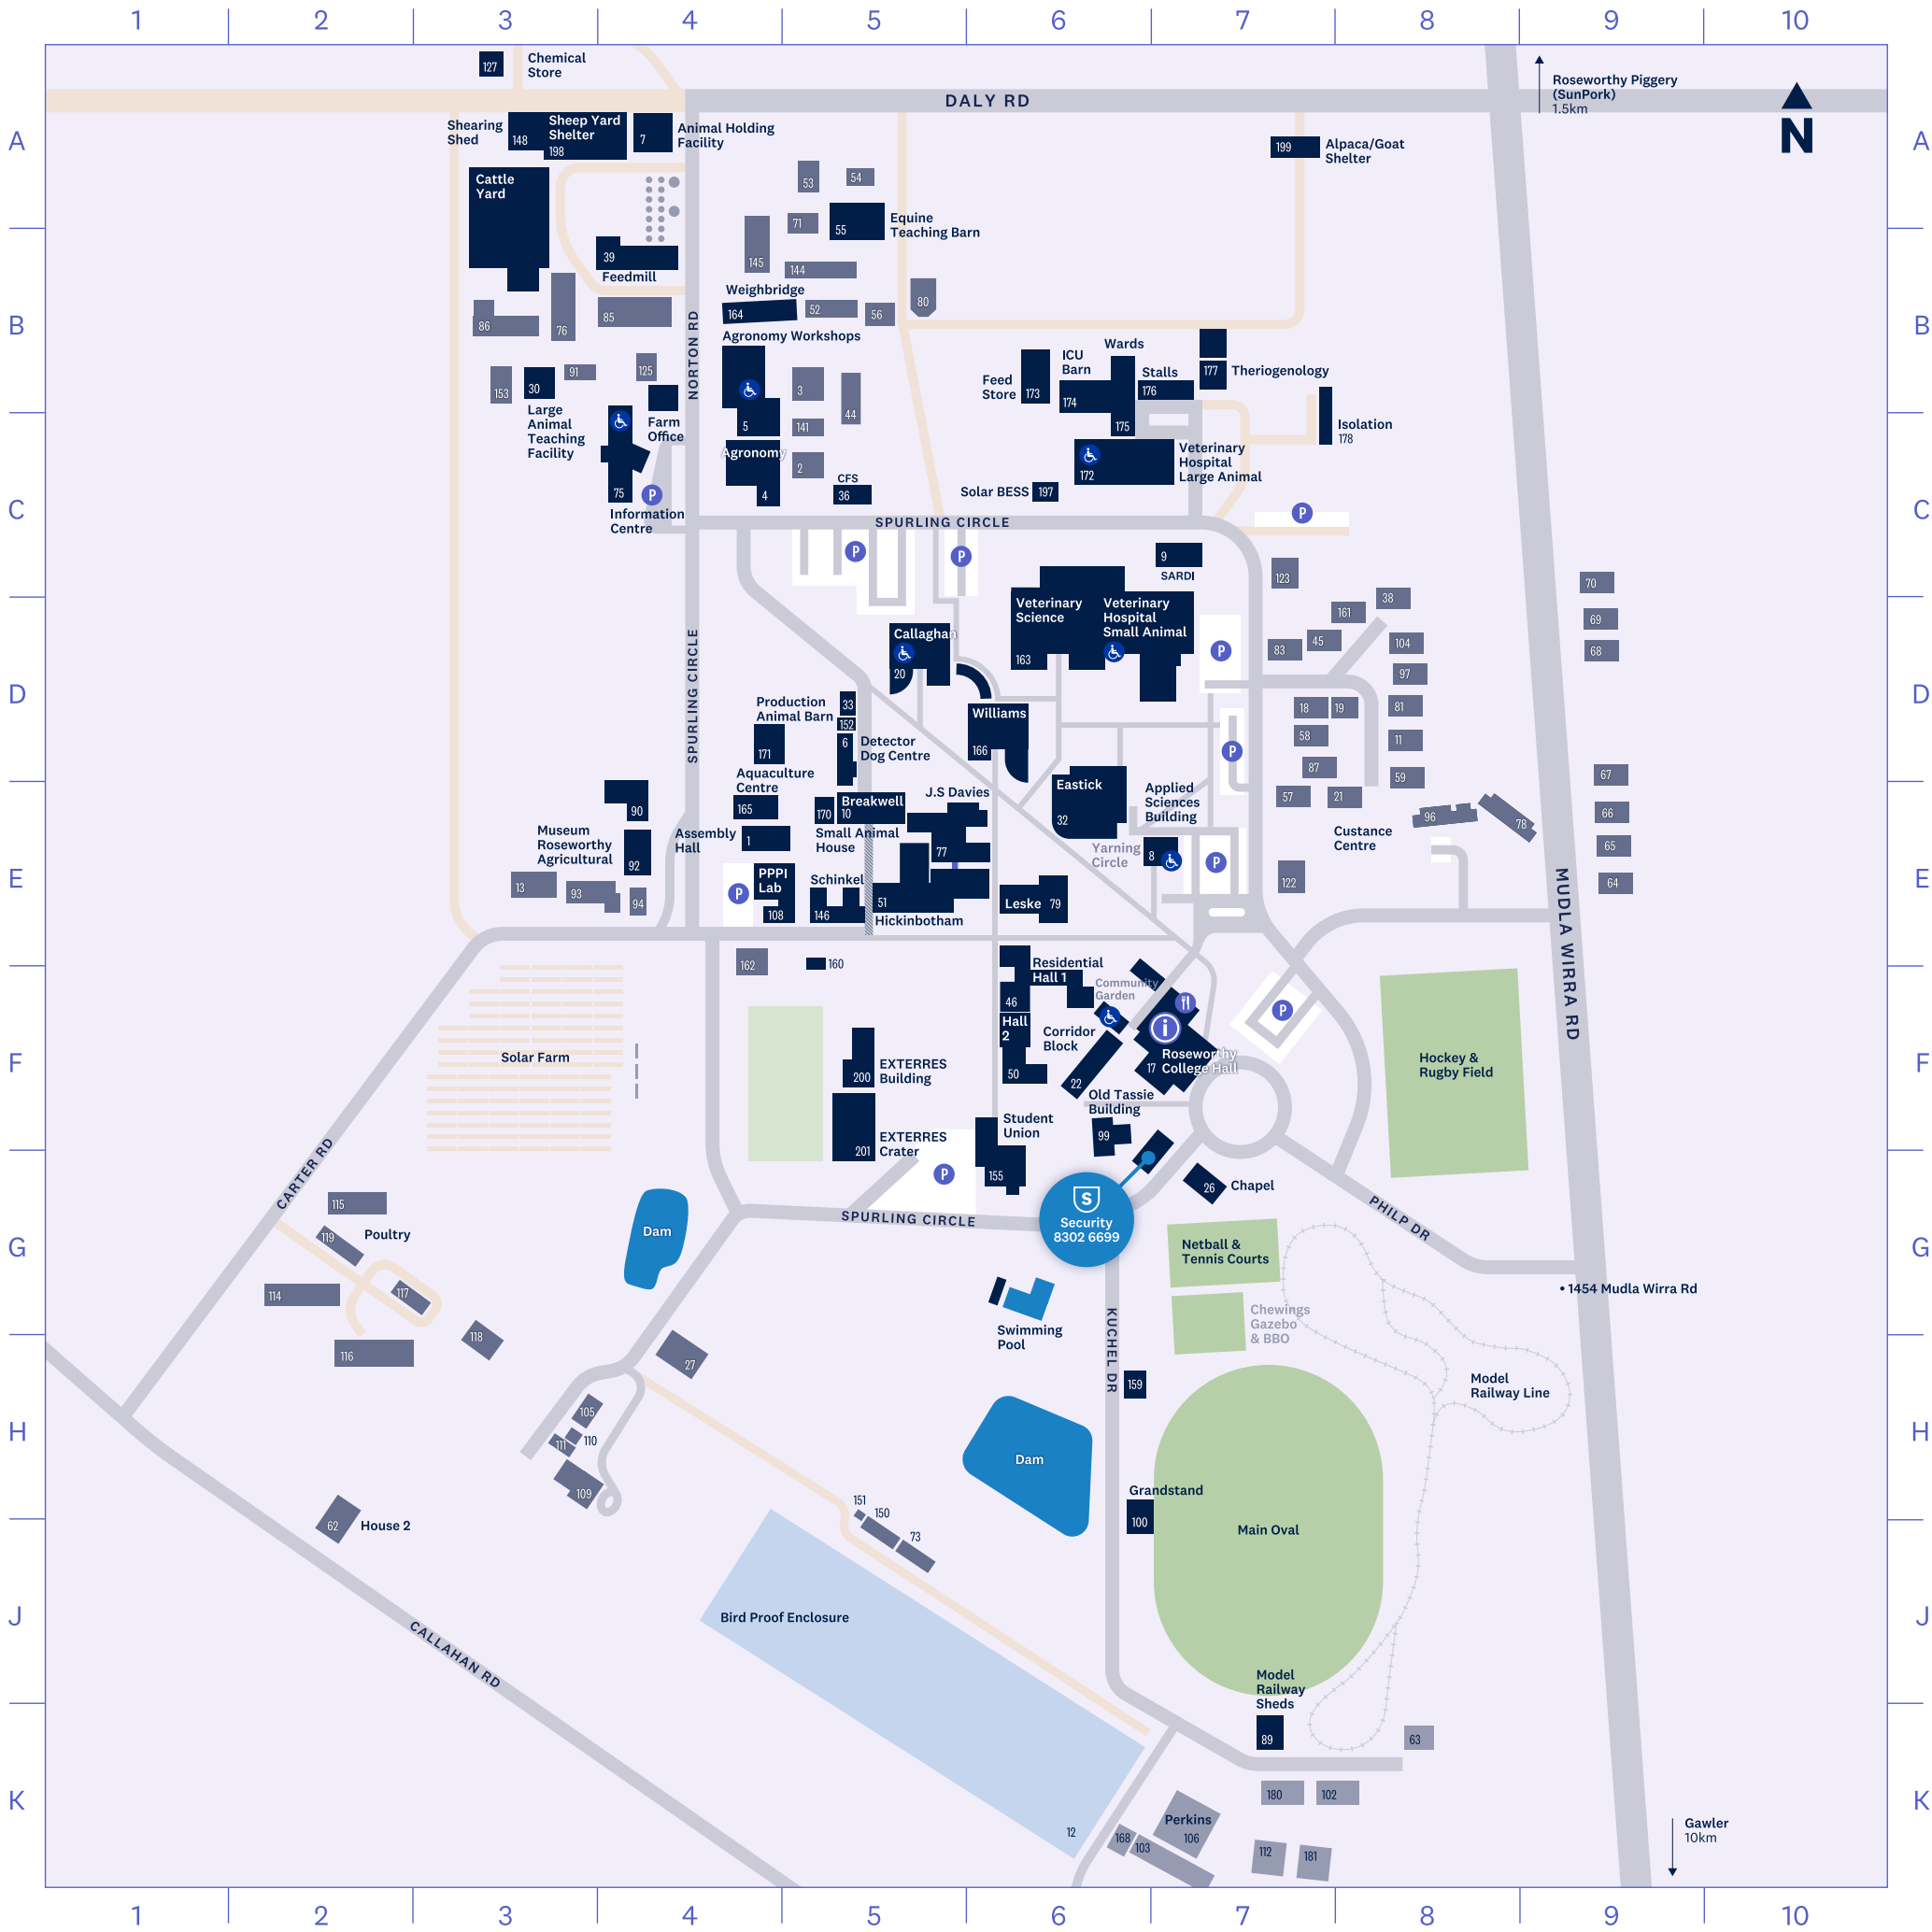 1 2 3 4 5 6 7 8 9 10
127
Chemical
Store
Roseworthy Piggery
(SunPork)
1.5km
DALY RD
N
A
A
Shearing
Shed
148
Sheep Yard
Shelter
198
7
Animal Holding
Facility
199
Alpaca/Goat
Shelter
Cattle
Yard
53
54
71
55
Equine
Teaching Barn
145
144
39
Feedmill
B
B
Weighbridge
164
52
56
80
86
76
85
NORTON RD
Agronomy Workshops
Wards
ICU
Barn
Feed
Store
173
174
175
Stalls
176
177
Theriogenology
153
30
91
125
3
44
5
141
Large
Animal
Teaching
Facility
Farm
Office
Isolation
178
Agronomy
2
4
CFS
36
Veterinary
Hospital
Large Animal
172
Solar BESS
197
C
C
75
P
Information
Centre
P
SPURLING CIRCLE
P
P
9
SARDI
123
70
38
161
69
Veterinary
Science
163
Veterinary
Hospital
Small Animal
P
83
45
104
68
97
Callaghan
20
SPURLING CIRCLE
D
D
Production
Animal Barn
33
152
171
6
Detector
Dog Centre
Williams
166
P
18
19
81
58
11
87
59
67
Aquaculture
Centre
165
170
Breakwell
10
J.S Davies
Eastick
32
Applied
Sciences
Building
57
21
96
78
66
90
Museum
Roseworthy
Agricultural
92
Assembly
Hall
1
Small Animal
House
77
Yarning
Circle
8
P
Custance
Centre
65
E
E
13
93
94
P
PPPI
Lab
108
Schinkel
146
51
Hickinbotham
Leske
79
122
64
MUDLA WIRRA RD
162
160
Residential
Hall 1
46
Community
Garden
Hall
2
50
Corridor
Block
22
i
Roseworthy
College Hall
17
P
F
F
Solar Farm
200
EXTERRES
Building
Hockey &
Rugby Field
201
EXTERRES
Crater
Student
Union
155
Old Tassie
Building
99
P
CARTER RD
115
119
Poultry
114
117
Dam
G
G
SPURLING CIRCLE
S
Security
8302 6699
26
Chapel
PHILP DR
Netball &
Tennis Courts
• 1454 Mudla Wirra Rd
Chewings
Gazebo
& BBO
Swimming
Pool
KUCHEL DR
116
118
27
159
Model
Railway Line
H
H
105
110
111
109
Dam
62
House 2
151
150
73
Grandstand
100
Main Oval
J
J
Bird Proof Enclosure
CALLAHAN RD
Model
Railway
Sheds
89
63
180
102
K
K
12
Perkins
106
168
103
112
181
Gawler
10km
1 2 3 4 5 6 7 8 9 10